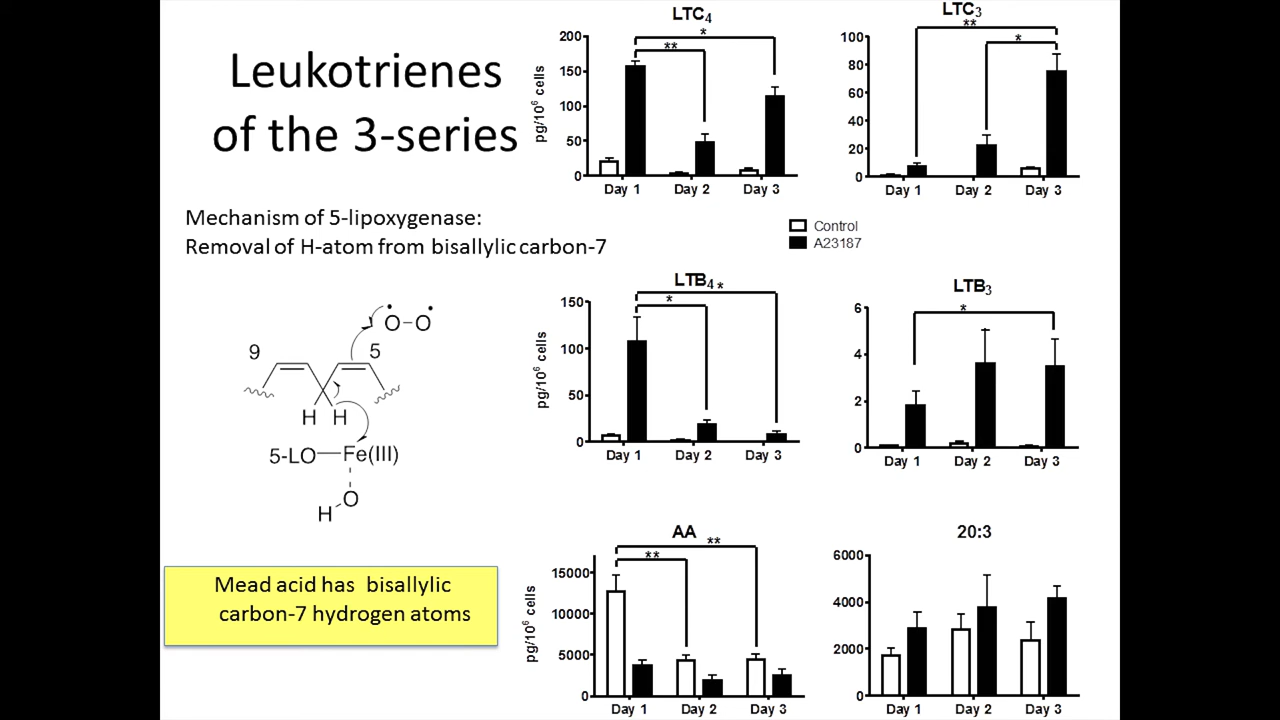 Leukotrienes
of the 3-series
Mechanism of 5-lipoxygenase:
Removal of H-atom from bisallylic carbon-7
9
5
O-O
H H
5-LO—Fe(III)
O
H
Mead acid has bisallylic
carbon-7 hydrogen atoms
LTC4
**
*
pg/10^6 cells
200
150
100
50
0
Day 1 Day 2 Day 3
LTC3
**
*
100
80
60
40
20
0
Day 1 Day 2 Day 3
Control
A23187
LTB4
*
*
pg/10^6 cells
150
100
50
0
Day 1 Day 2 Day 3
LTB3
*
6
4
2
0
Day 1 Day 2 Day 3
AA
**
**
pg/10^6 cells
15000
10000
5000
0
Day 1 Day 2 Day 3
20:3
6000
4000
2000
0
Day 1 Day 2 Day 3